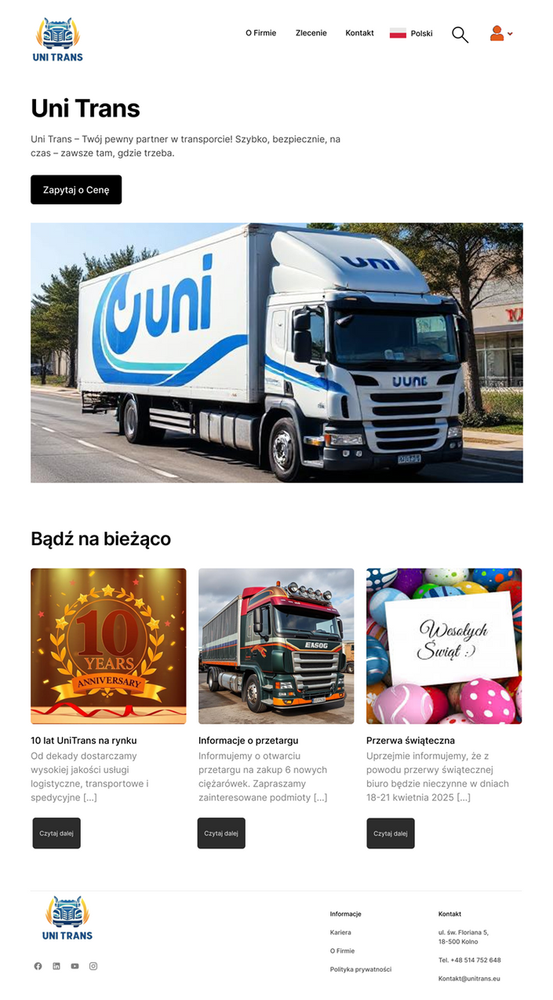 UNI TRANS
O Firmie
Zlecenie
Kontakt
Polski
Uni Trans
Uni Trans – Twój pewny partner w transporcie! Szybko, bezpiecznie, na
czas – zawsze tam, gdzie trzeba.
Zapytaj o Cenę
uni
uni
Bądź na bieżąco
10
YEARS
ANNIVERSARY
Wesołych
Świąt :)
10 lat UniTrans na rynku
Od dekady dostarczamy
wysokiej jakości usługi
logistyczne, transportowe i
spedycyjne [...]
Czytaj dalej
Informacje o przetargu
Informujemy o otwarciu
przetargu na zakup 6 nowych
ciężarówek. Zapraszamy
zainteresowane podmioty [...]
Czytaj dalej
Przerwa świąteczna
Uprzejmie informujemy, że z
powodu przerwy świątecznej
biuro będzie nieczynne w dniach
18-21 kwietnia 2025 [...]
Czytaj dalej
UNI TRANS
Informacje
Kariera
O Firmie
Polityka prywatności
Kontakt
ul. św. Floriana 5,
18-500 Kolno
Tel. +48 514 752 648
Kontakt@unitrans.eu